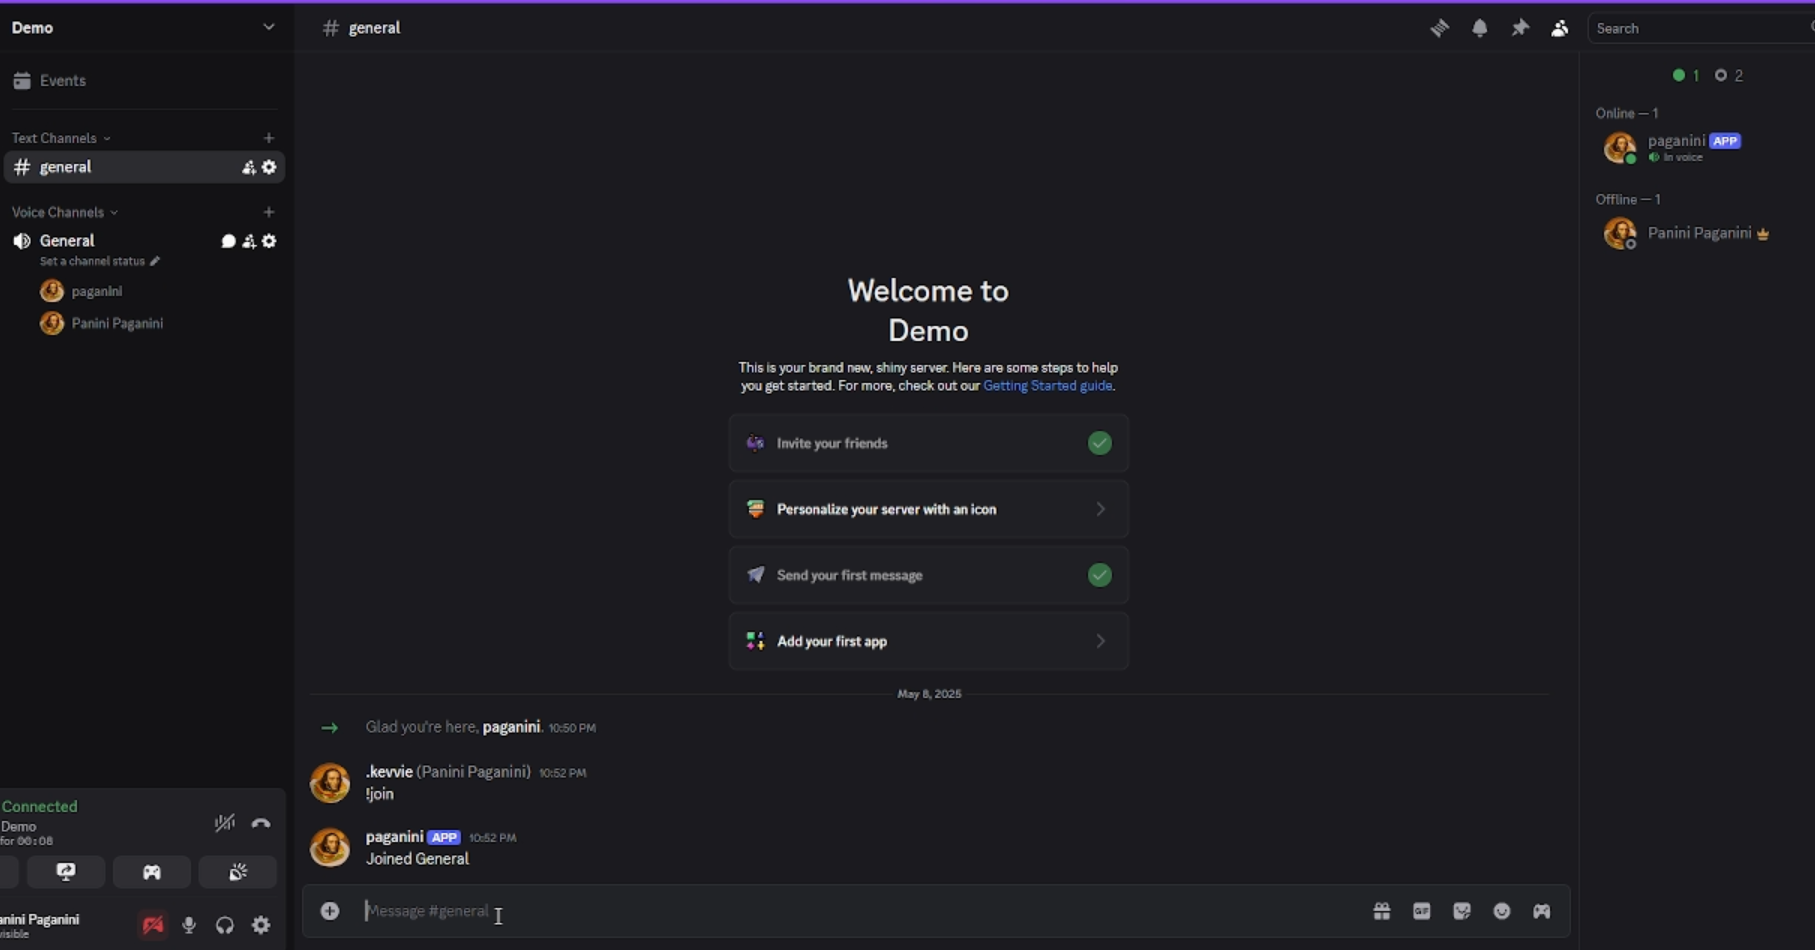 Demo
Events
Text Channels
general
Voice Channels
General
Set a channel status
paganini
Panini Paganini
Connected
Demo
for 00:08
anini Paganini
visible
# general
Search
Welcome to
Demo
This is your brand new, shiny server. Here are some steps to help
you get started. For more, check out our Getting Started guide.
Invite your friends
Personalize your server with an icon
Send your first message
Add your first app
May 8, 2025
Glad you're here, paganini. 10:50 PM
.kevvie (Panini Paganini) 10:52 PM
!join
paganini APP 10:52 PM
Joined General
Message #general
GIF
1 2
Online — 1
paganini APP
In voice
Offline — 1
Panini Paganini